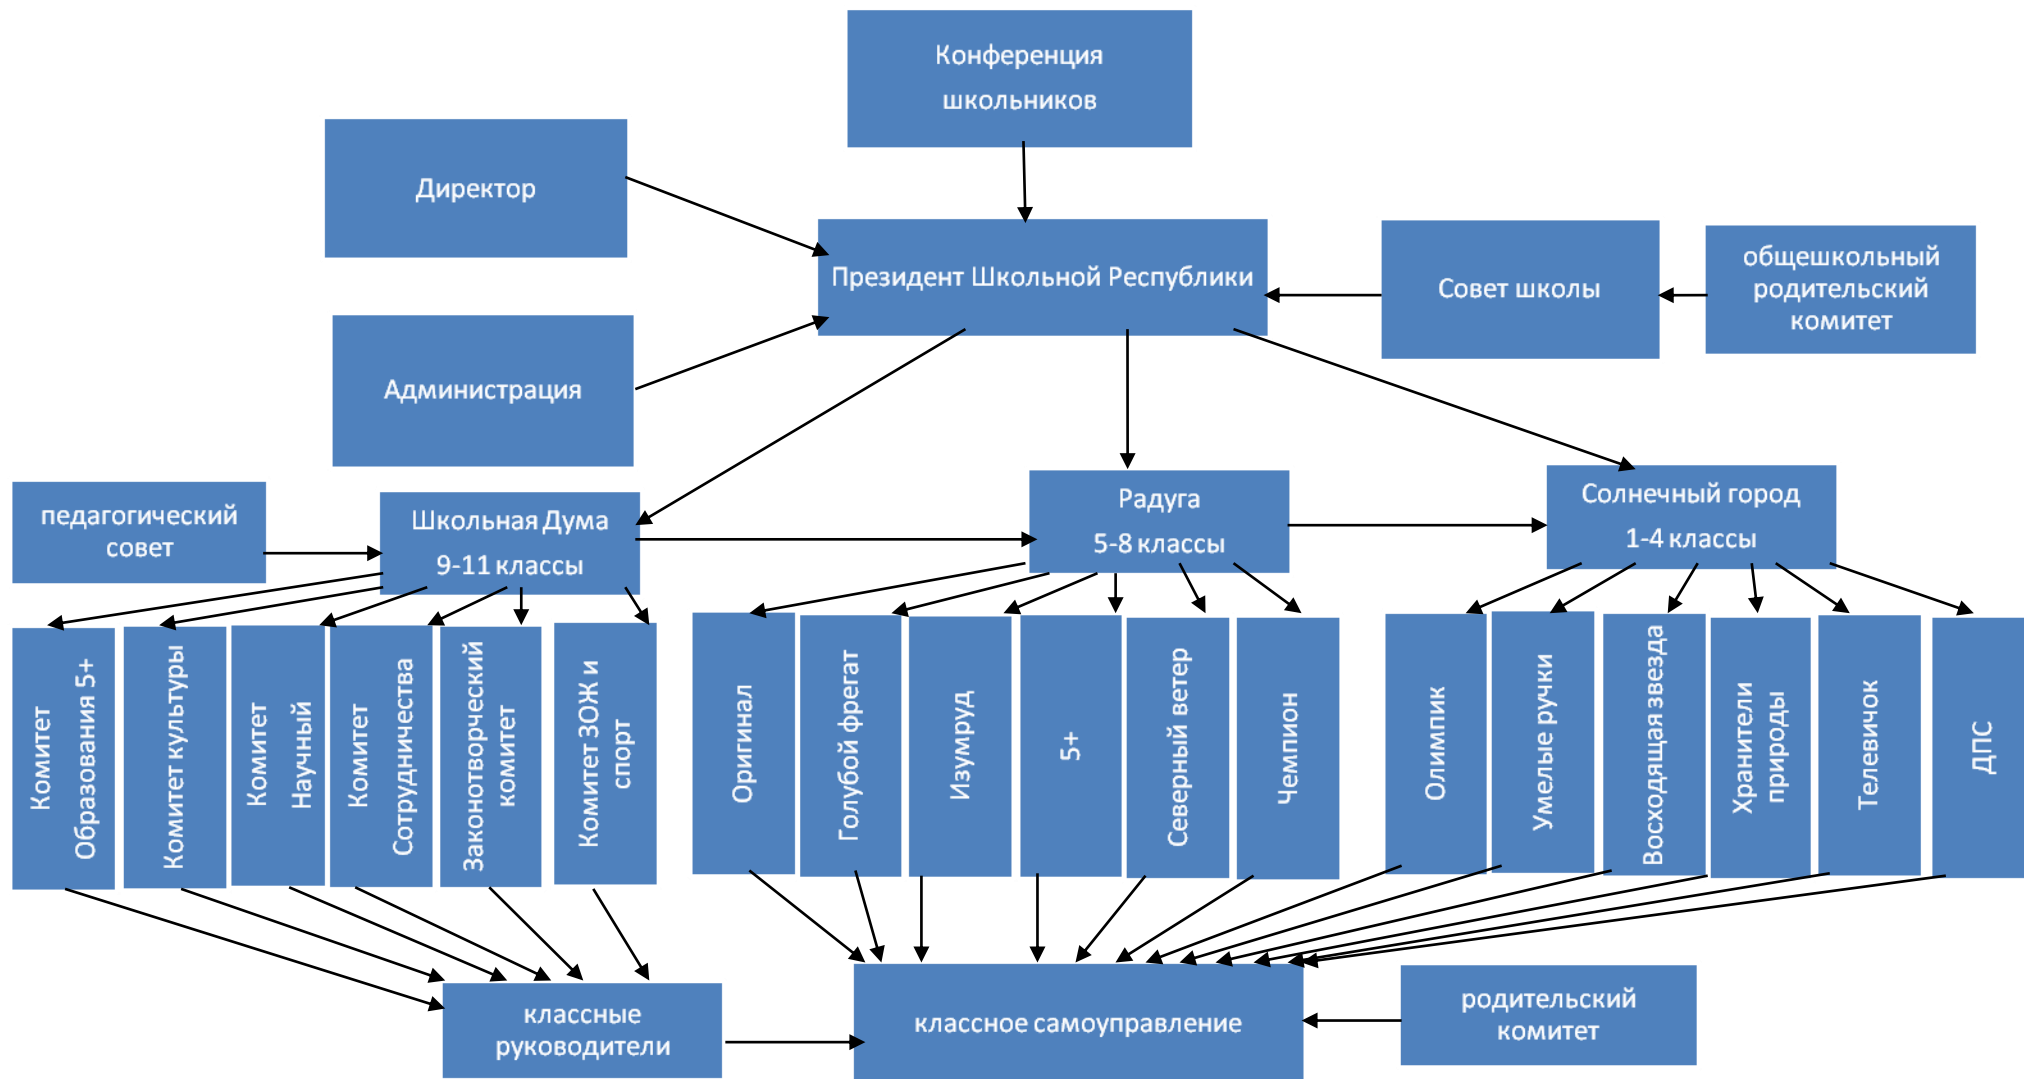 Конференция
школьников
Директор
Президент Школьной Республики
Совет школы
общешкольный
родительский
комитет
Администрация
педагогический
совет
Школьная Дума
9-11 классы
Радуга
5-8 классы
Солнечный город
1-4 классы
Комитет
Образования 5+
Комитет культуры
Комитет
Научный
Комитет
Сотрудничества
Законотворческий
комитет
Комитет ЗОЖ и
спорт
Оригинал
Голубой фрегат
Изумруд
5+
Северный ветер
Чемпион
Олимпик
Умелые ручки
Восходящая звезда
Хранители
природы
Телевичок
ДПС
классные
руководители
классное самоуправление
родительский
комитет